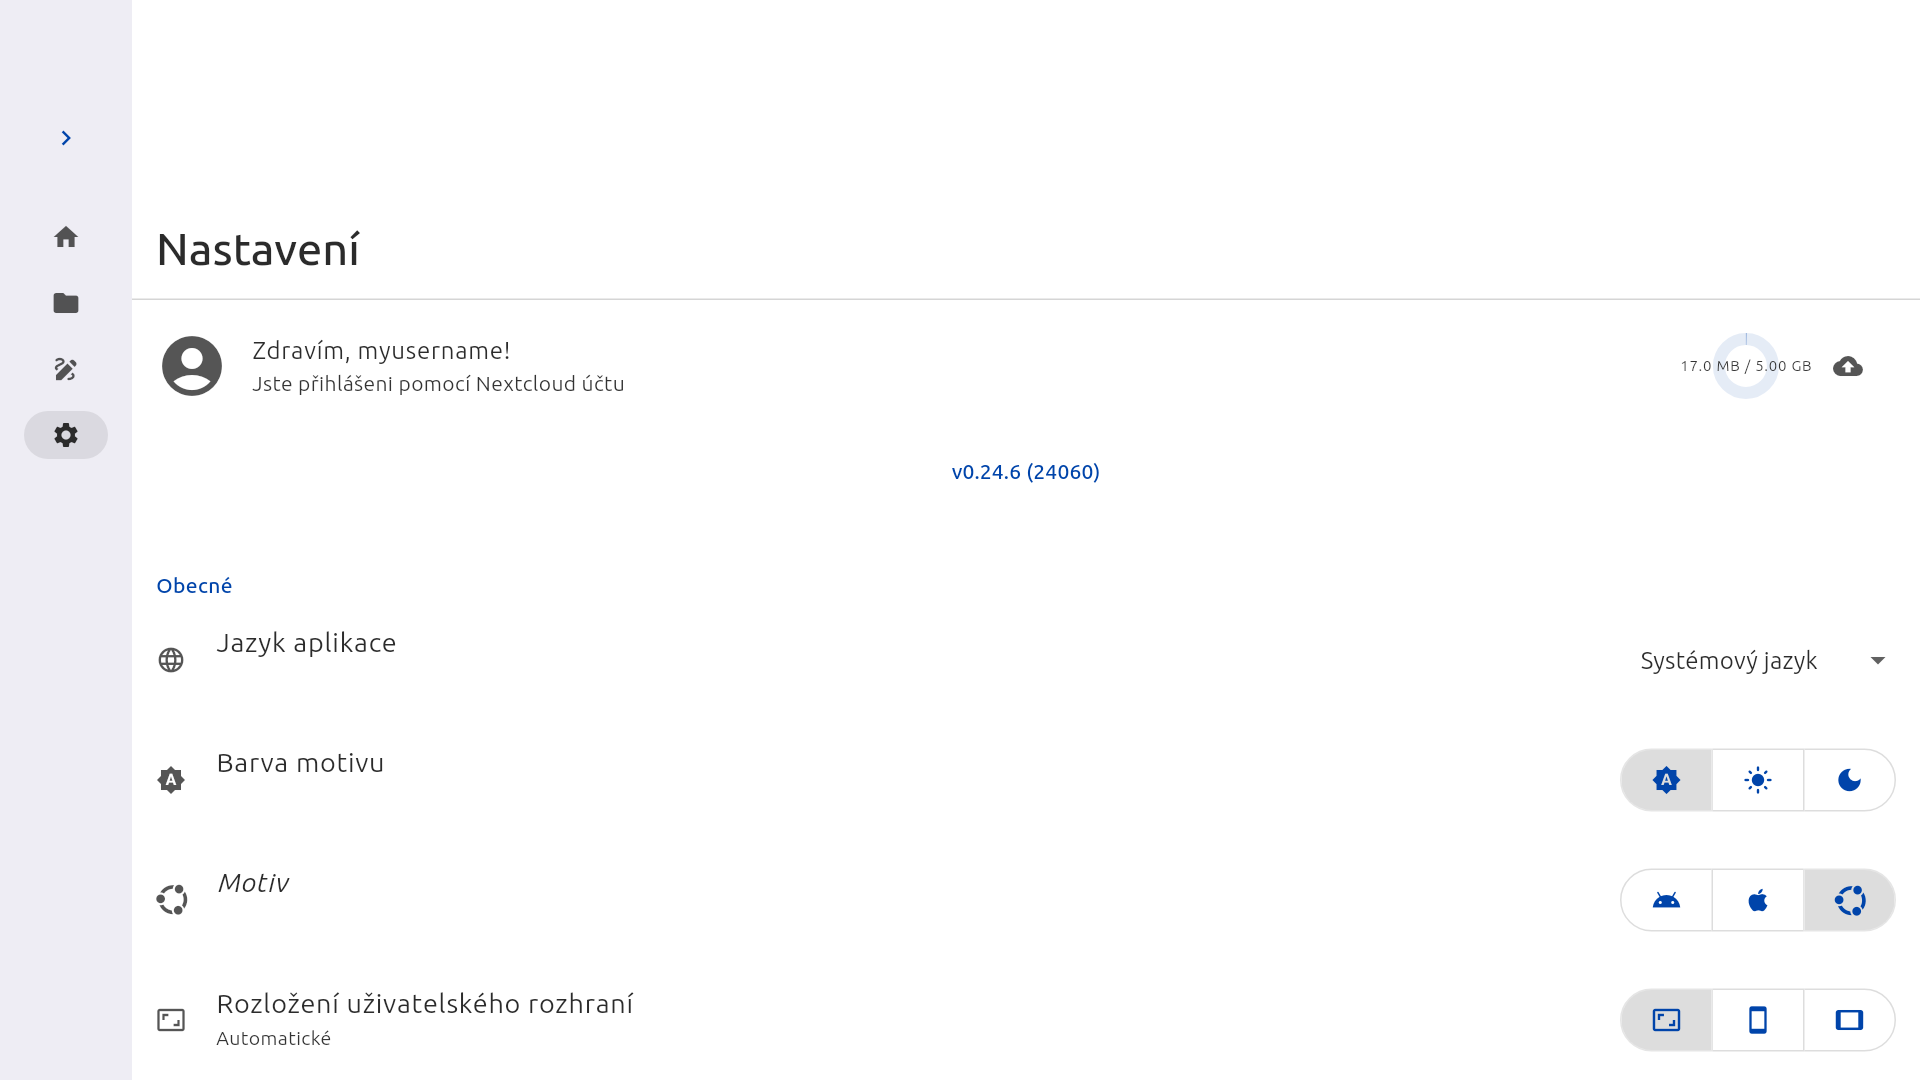 Nastavení
Zdravím, myusername!
Jste přihlášeni pomocí Nextcloud účtu
17.0 MB / 5.00 GB
v0.24.6 (24060)
Obecné
Jazyk aplikace
Systémový jazyk
Barva motivu
Motiv
Rozložení uživatelského rozhraní
Automatické